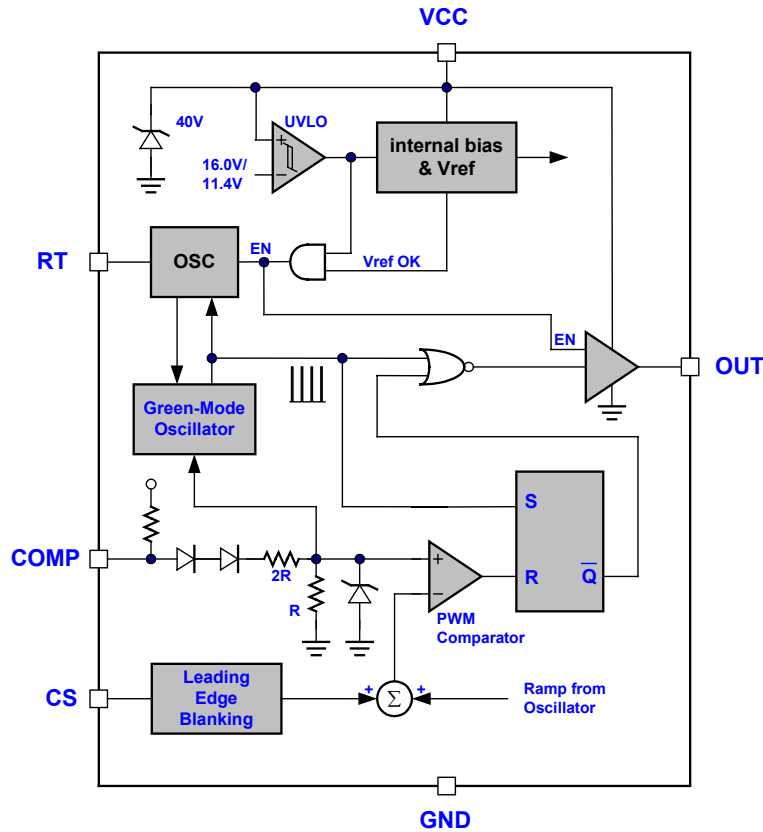 VCC
40V
UVLO
+
−
16.0V/
11.4V
internal bias
& Vref
RT
OSC
EN
Vref OK
EN
OUT
Green-Mode
Oscillator
S
COMP
2R
R
+
−
R
Q̅
PWM
Comparator
CS
Leading
Edge
Blanking
+
Σ
+
Ramp from
Oscillator
GND